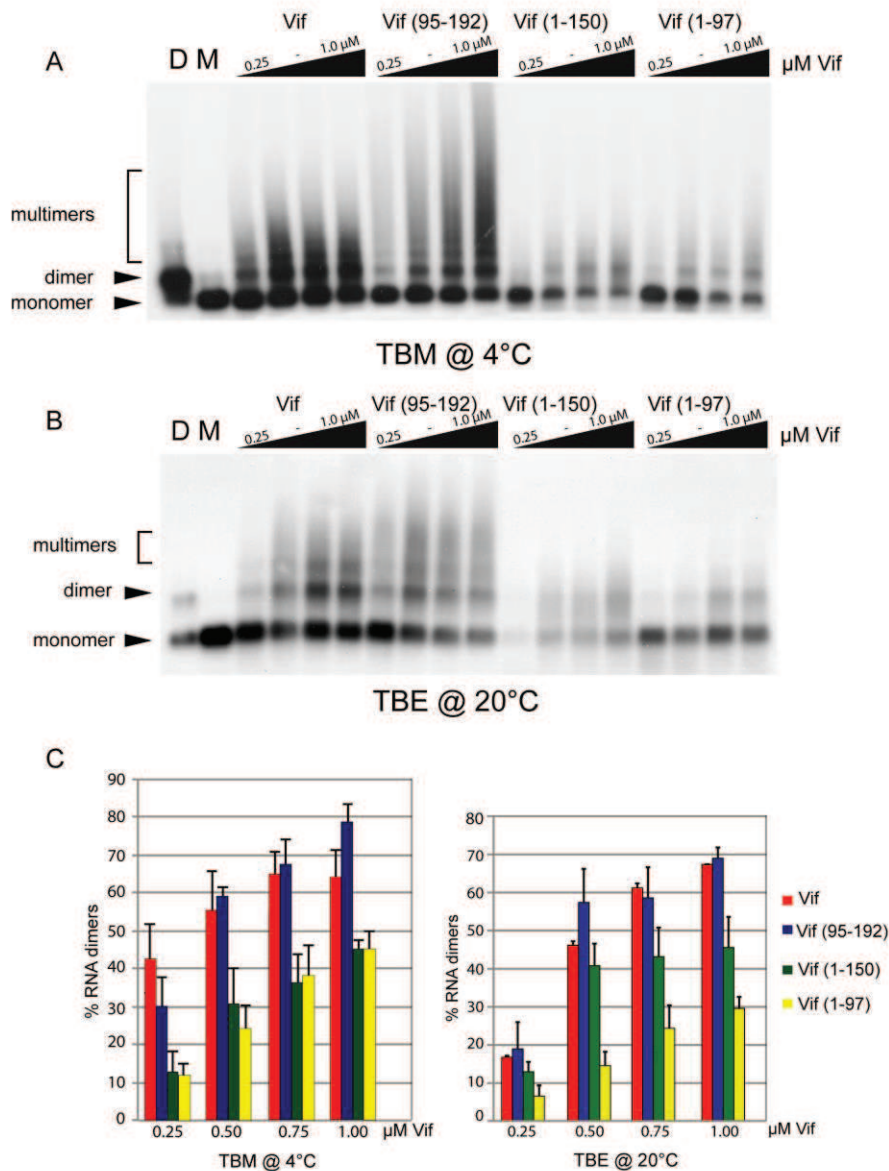 Vif Vif (95-192) Vif (1-150) Vif (1-97)
A D M 0.25 - 1.0 µM 0.25 - 1.0 µM 0.25 - 1.0 µM 0.25 - 1.0 µM µM Vif
multimers
dimer
monomer
TBM @ 4°C
Vif Vif (95-192) Vif (1-150) Vif (1-97)
B D M 0.25 - 1.0 µM 0.25 - 1.0 µM 0.25 - 1.0 µM 0.25 - 1.0 µM µM Vif
multimers
dimer
monomer
TBE @ 20°C
C
% RNA dimers
90
80
70
60
50
40
30
20
10
0
0.25 0.50 0.75 1.00 µM Vif
TBM @ 4°C
% RNA dimers
80
70
60
50
40
30
20
10
0
0.25 0.50 0.75 1.00 µM Vif
TBE @ 20°C
Vif
Vif (95-192)
Vif (1-150)
Vif (1-97)